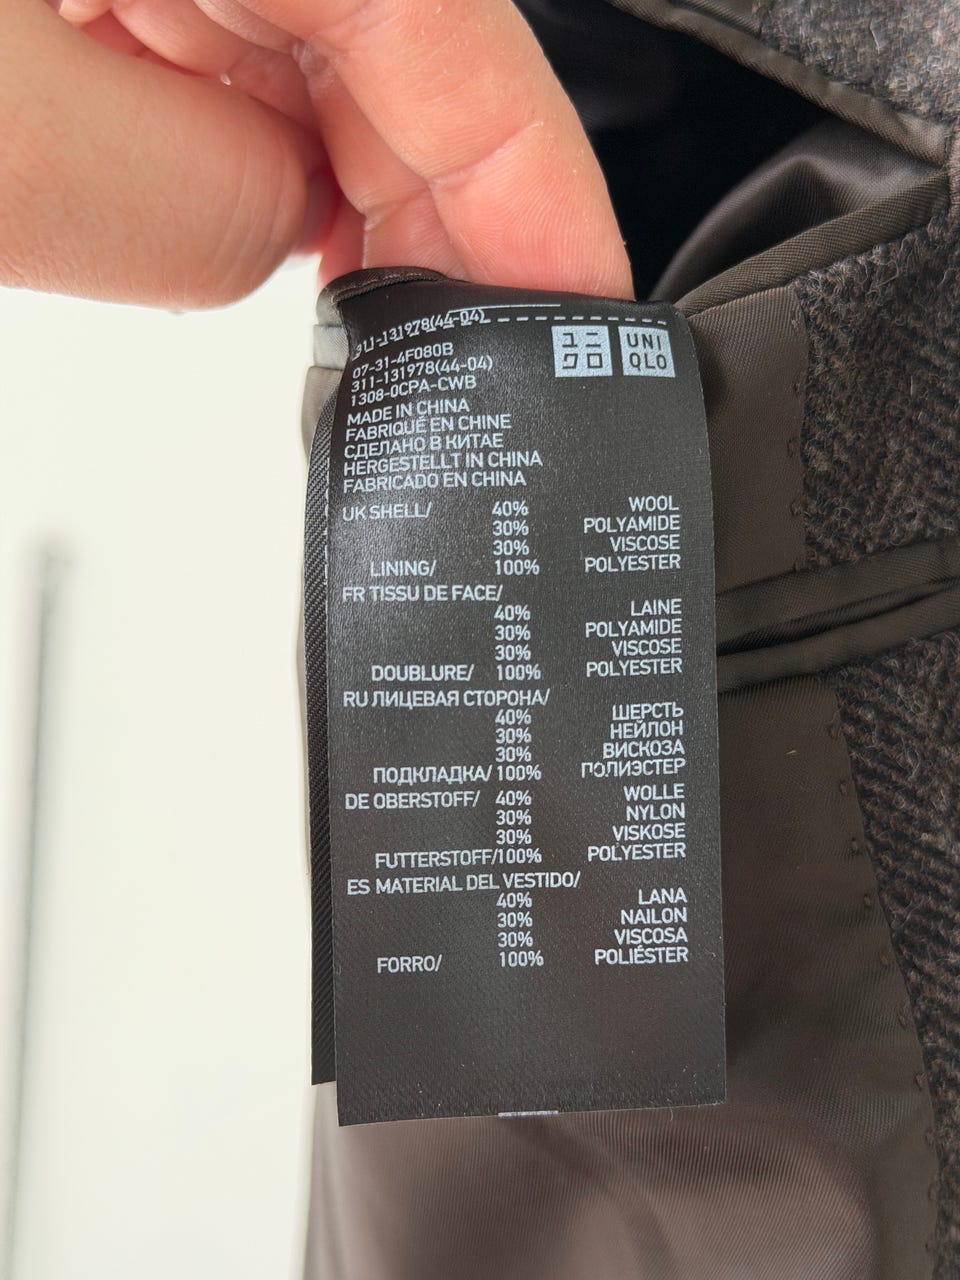 311-131978(44-04)
ユニ
クロ
UNI
QLO
07-31-4F080B
311-131978(44-04)
1308-0CPA-CWB
MADE IN CHINA
FABRIQUÉ EN CHINE
СДЕЛАНО В КИТАЕ
HERGESTELLT IN CHINA
FABRICADO EN CHINA
UK SHELL/ 40% WOOL
30% POLYAMIDE
30% VISCOSE
LINING/ 100% POLYESTER
FR TISSU DE FACE/
40% LAINE
30% POLYAMIDE
30% VISCOSE
DOUBLURE/ 100% POLYESTER
RU ЛИЦЕВАЯ СТОРОНА/
40% ШЕРСТЬ
30% НЕЙЛОН
30% ВИСКОЗА
ПОДКЛАДКА/ 100% ПОЛИЭСТЕР
DE OBERSTOFF/ 40% WOLLE
30% NYLON
30% VISKOSE
FUTTERSTOFF/100% POLYESTER
ES MATERIAL DEL VESTIDO/
40% LANA
30% NAILON
30% VISCOSA
FORRO/ 100% POLIÉSTER